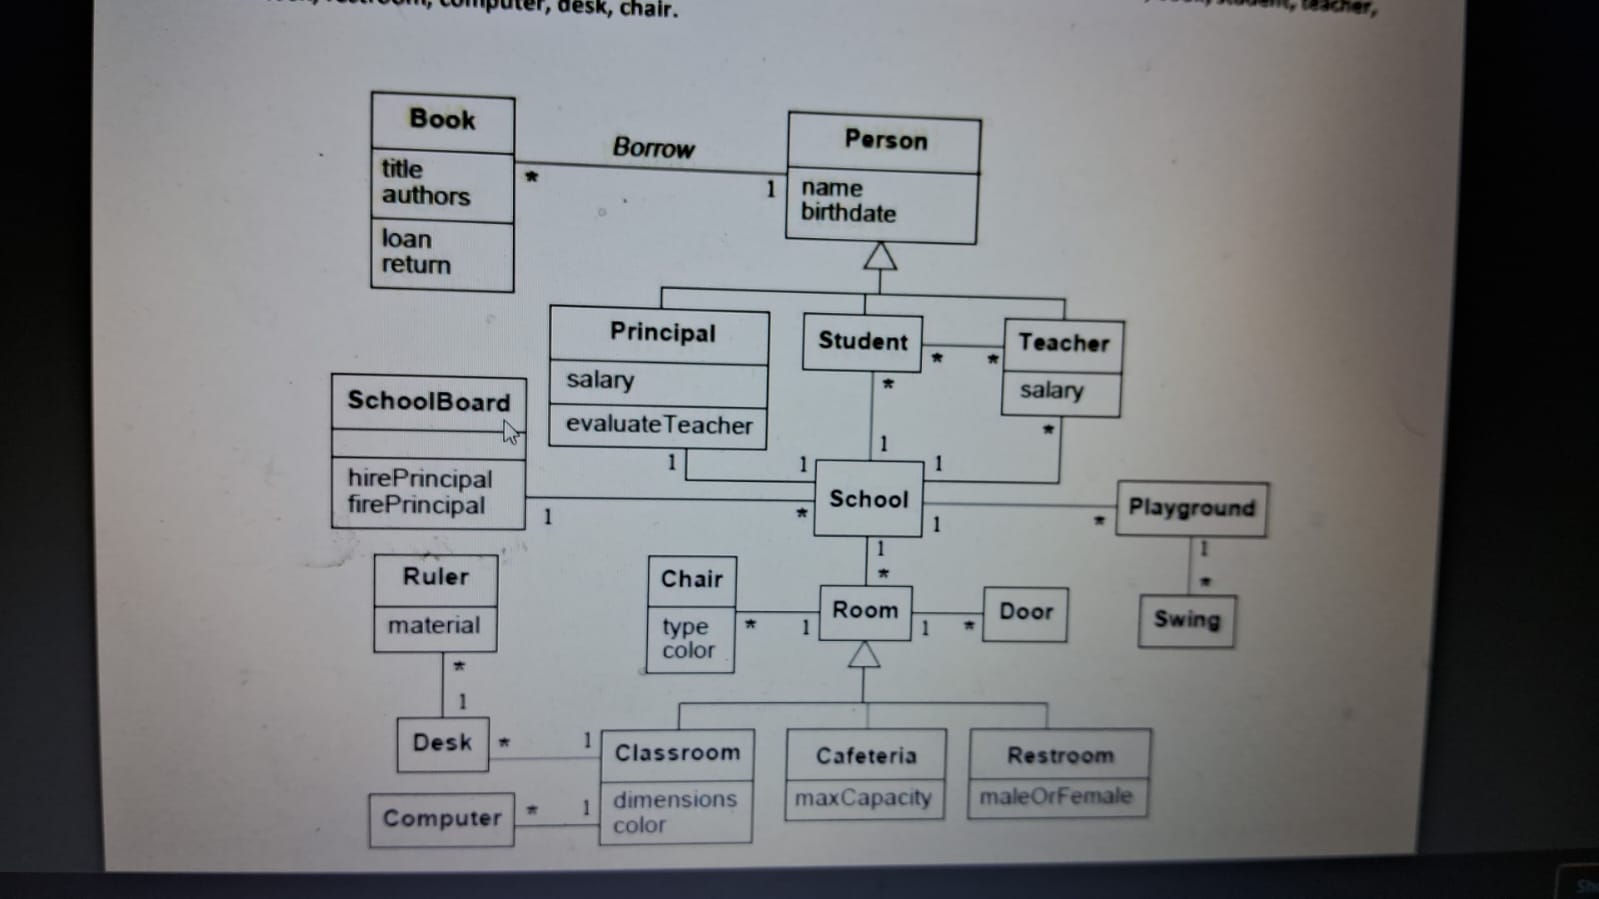 computer, desk, chair.
student, teacher,
Book
title
authors
loan
return
Borrow
*
1
Person
name
birthdate
Principal
salary
evaluateTeacher
Student
*
*
Teacher
salary
SchoolBoard
hirePrincipal
firePrincipal
*
*
1
1
1
1
School
1
*
1
*
Playground
1
*
Swing
1
*
Ruler
material
Chair
type
color
*
1
Room
1
*
Door
*
1
Desk
*
1
Classroom
dimensions
color
Cafeteria
maxCapacity
Restroom
maleOrFemale
Computer
*
1